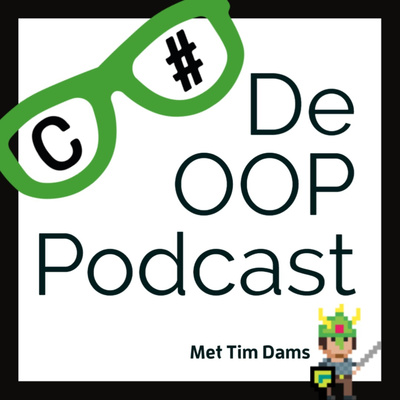 C #
De
OOP
Podcast
Met Tim Dams